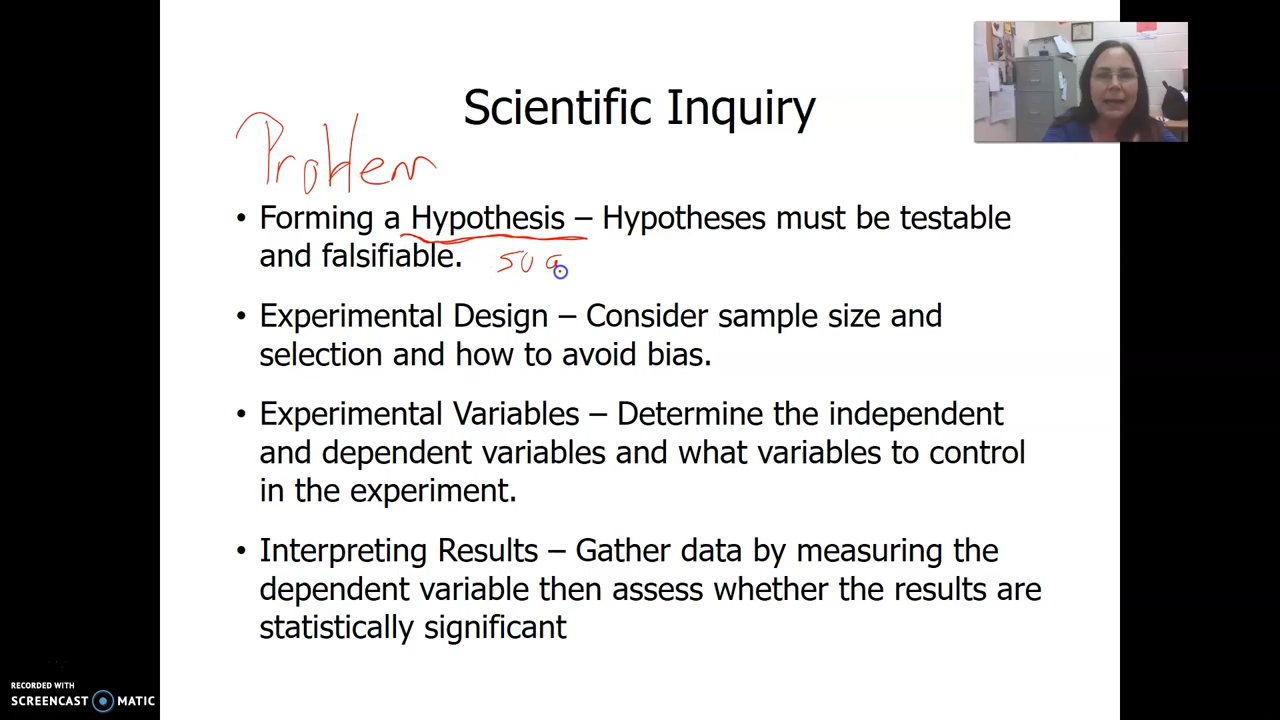 Scientific Inquiry
Problem
• Forming a Hypothesis – Hypotheses must be testable
and falsifiable.
• Experimental Design – Consider sample size and
selection and how to avoid bias.
• Experimental Variables – Determine the independent
and dependent variables and what variables to control
in the experiment.
• Interpreting Results – Gather data by measuring the
dependent variable then assess whether the results are
statistically significant
RECORDED WITH
SCREENCAST MATIC